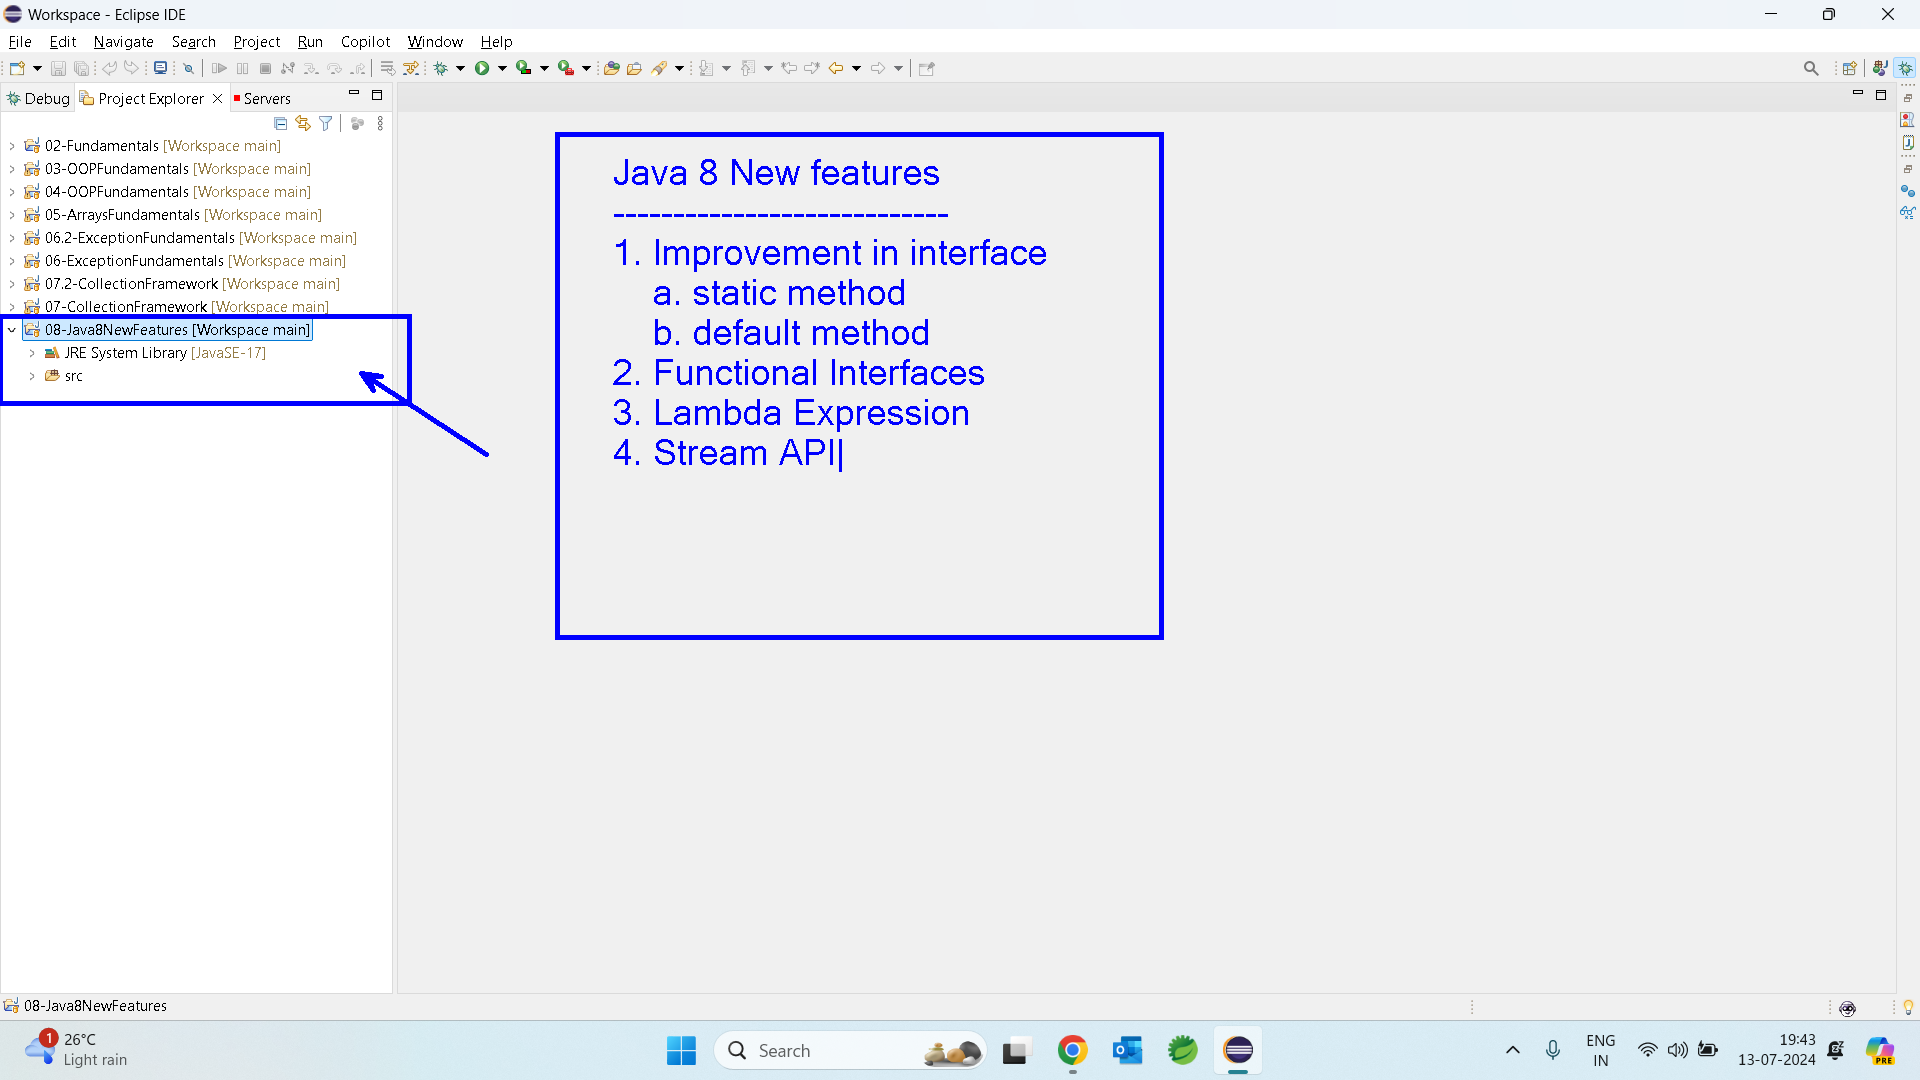 Workspace - Eclipse IDE
File Edit Navigate Search Project Run Copilot Window Help
Debug Project Explorer Servers
02-Fundamentals [Workspace main]
03-OOPFundamentals [Workspace main]
04-OOPFundamentals [Workspace main]
05-ArraysFundamentals [Workspace main]
06.2-ExceptionFundamentals [Workspace main]
06-ExceptionFundamentals [Workspace main]
07.2-CollectionFramework [Workspace main]
07-CollectionFramework [Workspace main]
08-Java8NewFeatures [Workspace main]
JRE System Library [JavaSE-17]
src
Java 8 New features
----------------------------
1. Improvement in interface
a. static method
b. default method
2. Functional Interfaces
3. Lambda Expression
4. Stream API
08-Java8NewFeatures
1
26°C
Light rain
Search
ENG
IN
19:43
13-07-2024
PRE